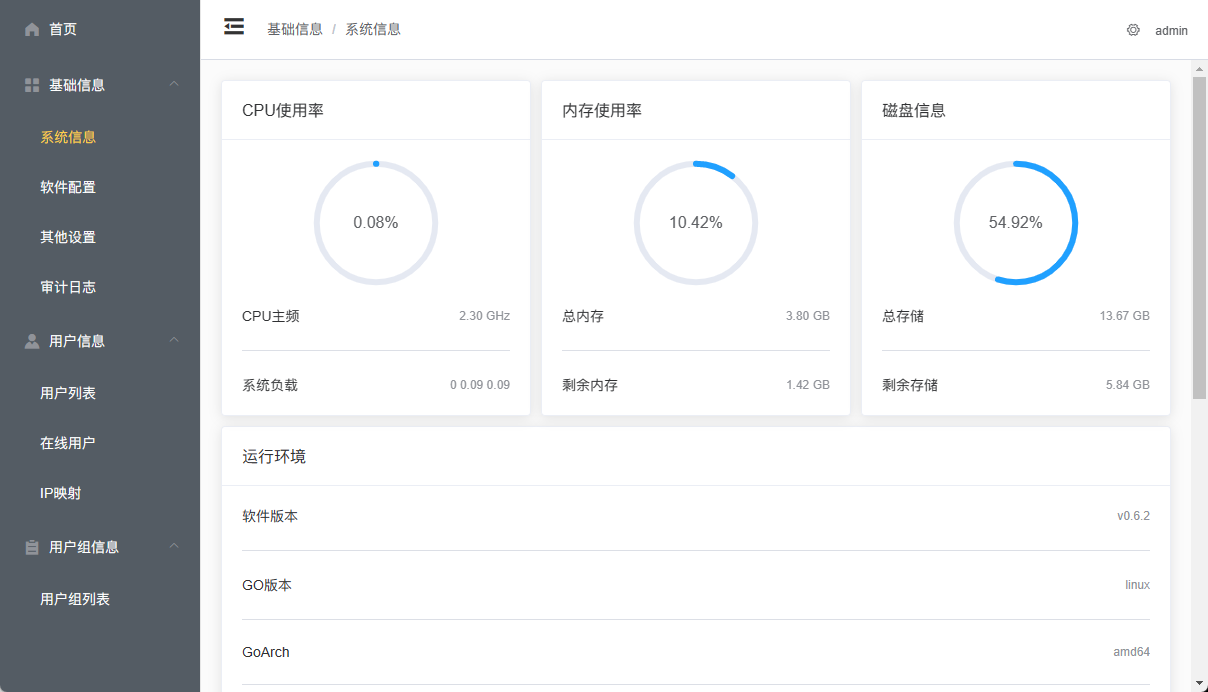 首页
基础信息
系统信息
软件配置
其他设置
审计日志
用户信息
用户列表
在线用户
IP映射
用户组信息
用户组列表
基础信息 / 系统信息
admin
CPU使用率
0.08%
CPU主频 2.30 GHz
系统负载 0 0.09 0.09
内存使用率
10.42%
总内存 3.80 GB
剩余内存 1.42 GB
磁盘信息
54.92%
总存储 13.67 GB
剩余存储 5.84 GB
运行环境
软件版本 v0.6.2
GO版本 linux
GoArch amd64